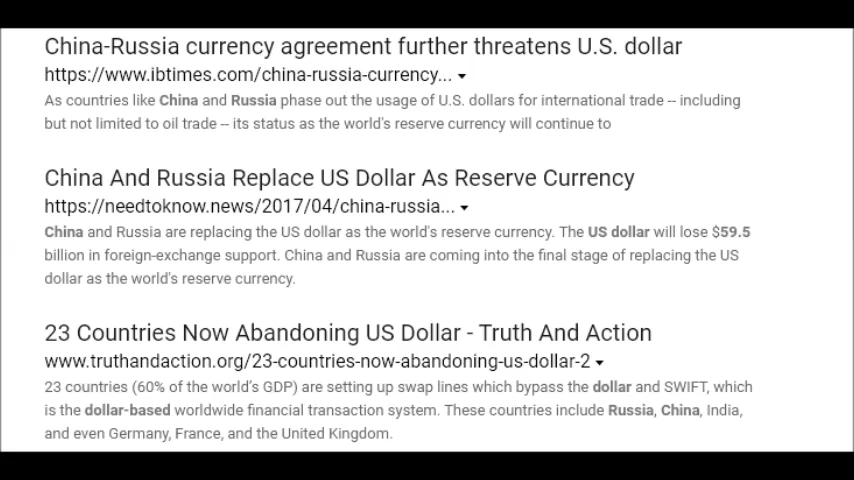 China-Russia currency agreement further threatens U.S. dollar
https://www.ibtimes.com/china-russia-currency...
As countries like China and Russia phase out the usage of U.S. dollars for international trade -- including
but not limited to oil trade -- its status as the world's reserve currency will continue to
China And Russia Replace US Dollar As Reserve Currency
https://needtoknow.news/2017/04/china-russia...
China and Russia are replacing the US dollar as the world's reserve currency. The US dollar will lose $59.5
billion in foreign-exchange support. China and Russia are coming into the final stage of replacing the US
dollar as the world's reserve currency.
23 Countries Now Abandoning US Dollar - Truth And Action
www.truthandaction.org/23-countries-now-abandoning-us-dollar-2
23 countries (60% of the world's GDP) are setting up swap lines which bypass the dollar and SWIFT, which
is the dollar-based worldwide financial transaction system. These countries include Russia, China, India,
and even Germany, France, and the United Kingdom.